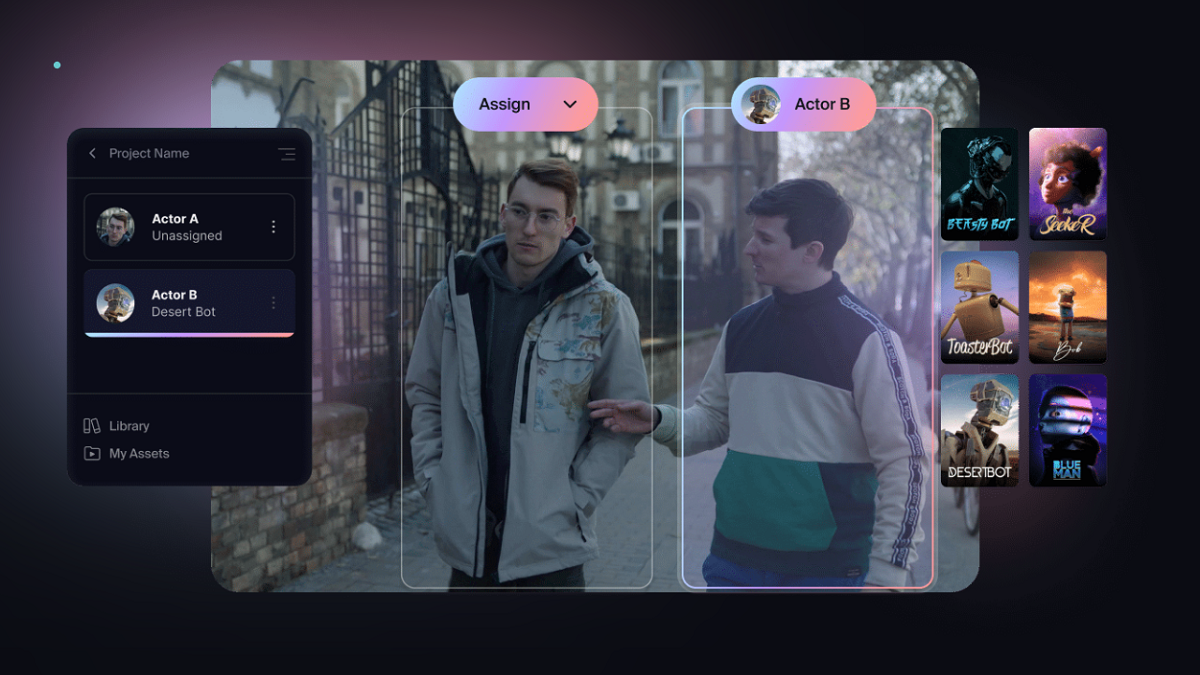 Assign
Actor B
Project Name
Actor A
Unassigned
Actor B
Desert Bot
Library
My Assets
BEASTY BOT
The
SEEKER
ToasterBot
Bob
DESERTBOT
BLUE
MAN